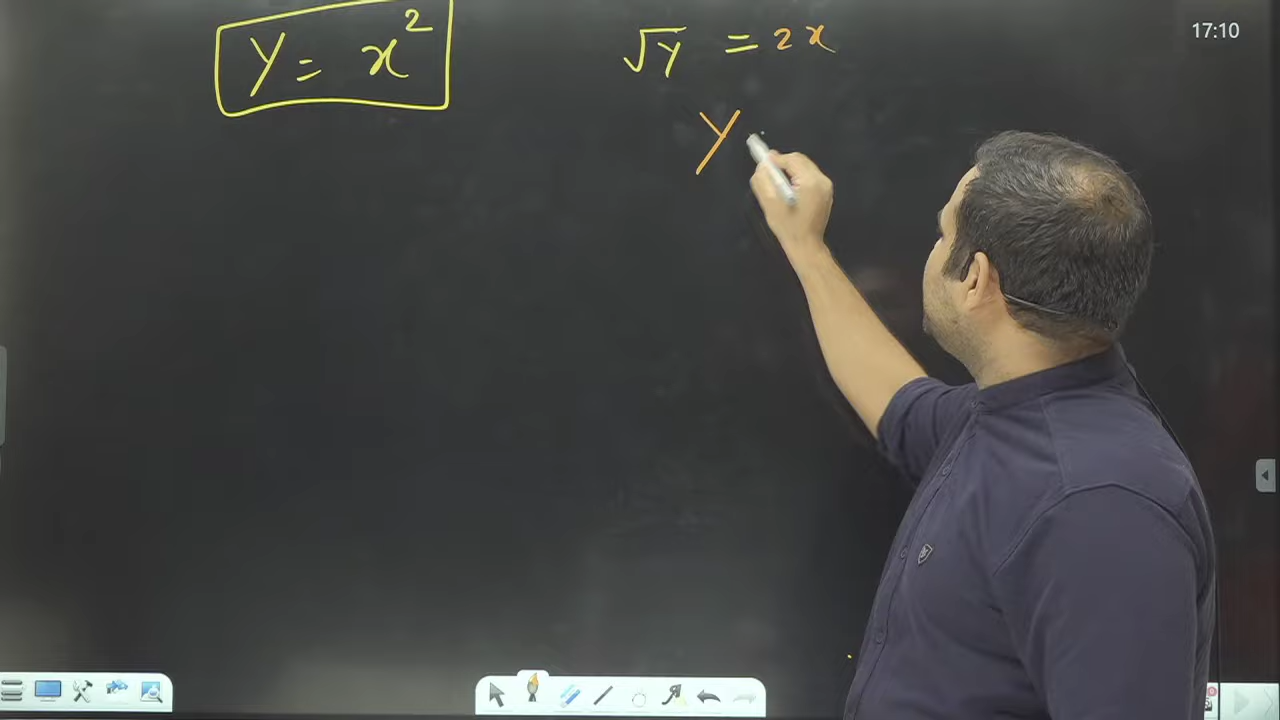 y = x²
√y = 2x
y
17:10